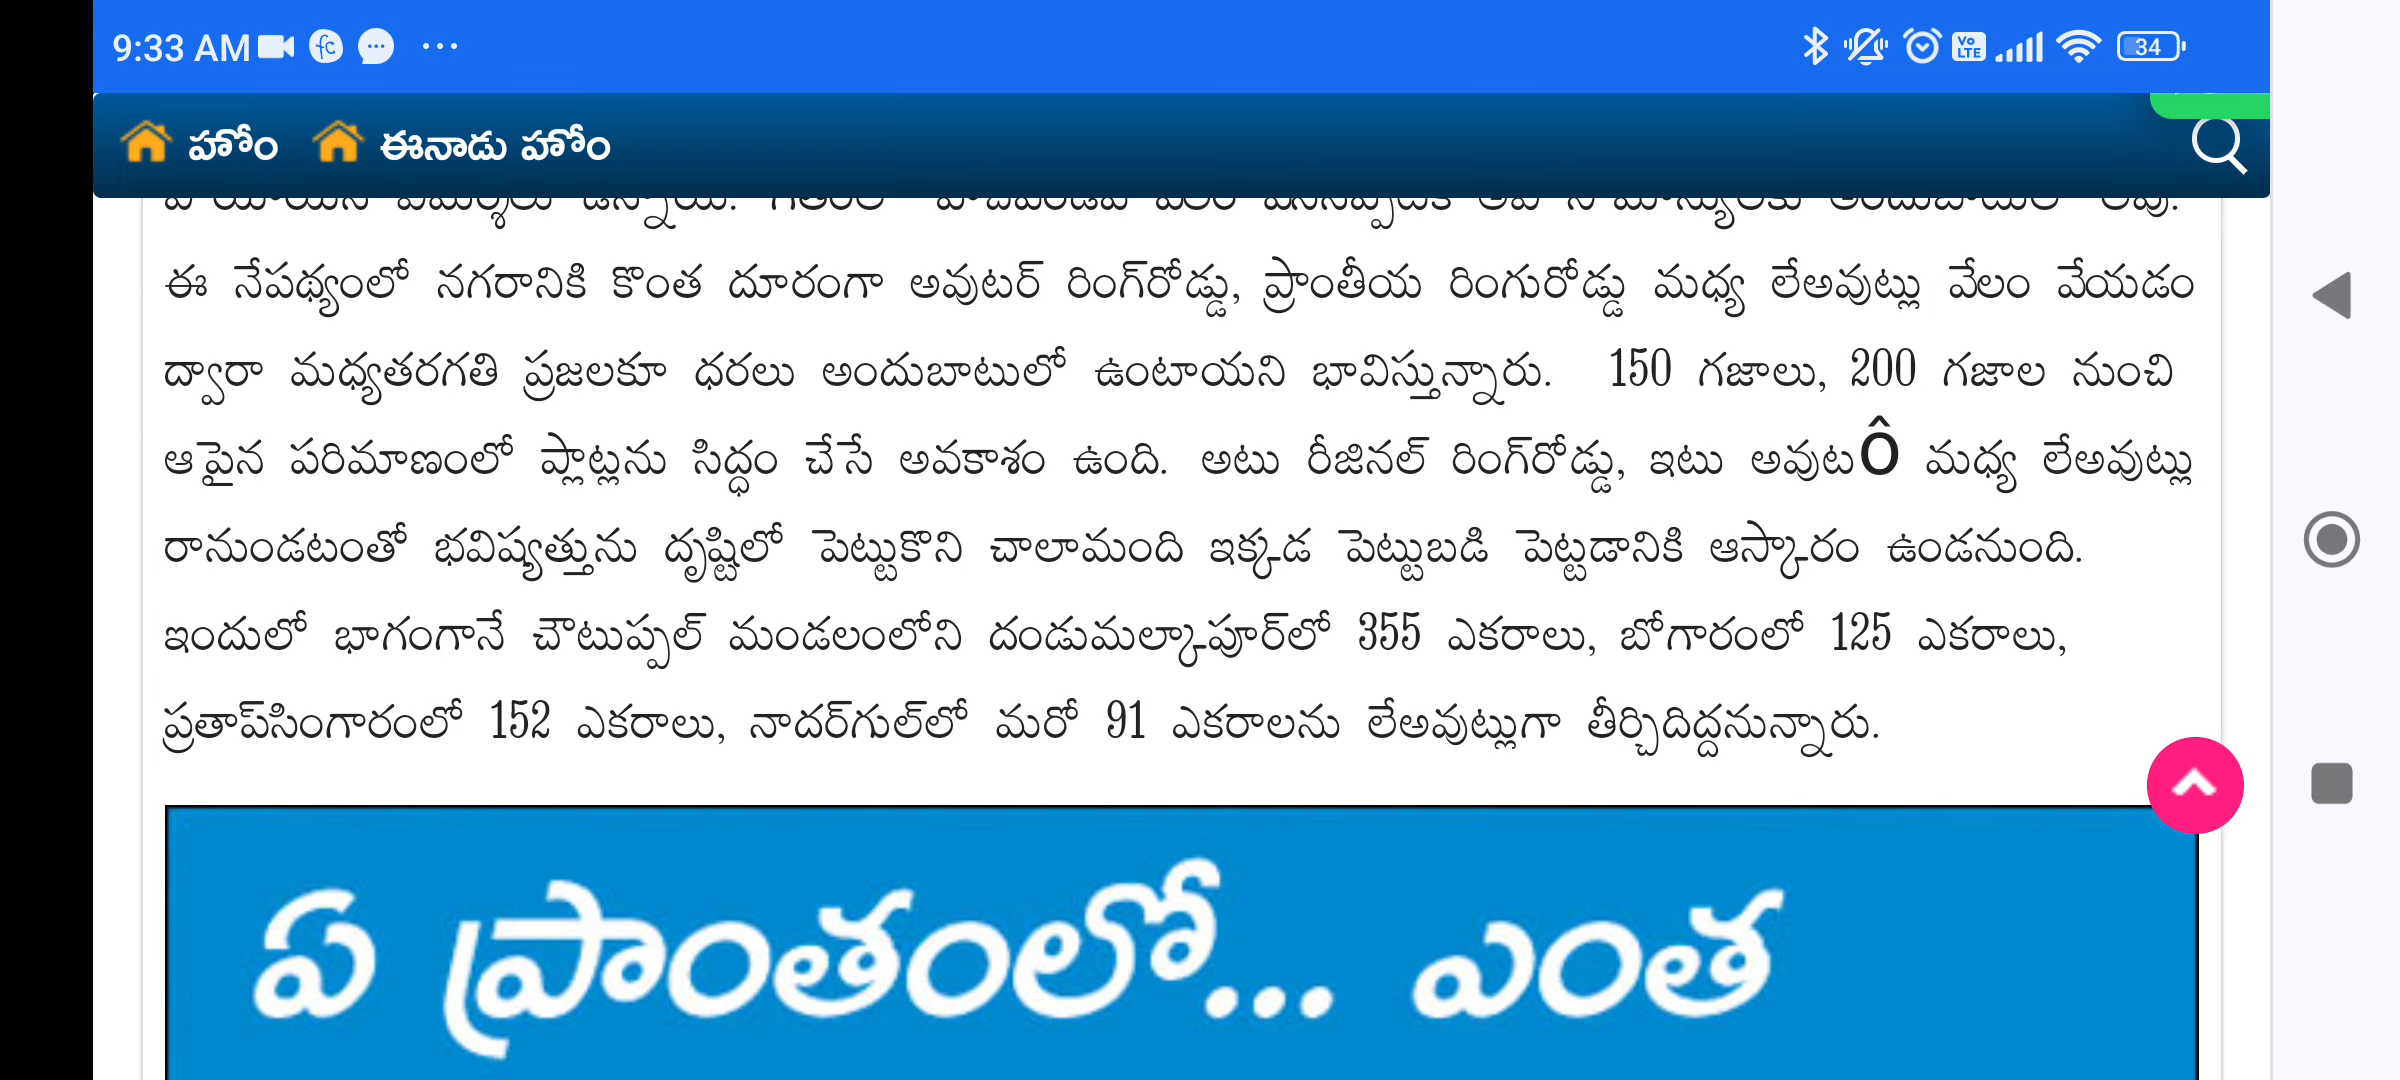 9:33 AM
Vo LTE 34
హోం ఈనాడు హోం
ఈ నేపథ్యంలో నగరానికి కొంత దూరంగా అవుటర్ రింగ్‌రోడ్డు, ప్రాంతీయ రింగురోడ్డు మధ్య లేఅవుట్లు వేలం వేయడం
ద్వారా మధ్యతరగతి ప్రజలకూ ధరలు అందుబాటులో ఉంటాయని భావిస్తున్నారు. 150 గజాలు, 200 గజాల నుంచి
ఆపైన పరిమాణంలో ప్లాట్లను సిద్ధం చేసే అవకాశం ఉంది. అటు రీజినల్ రింగ్‌రోడ్డు, ఇటు అవుటÔ మధ్య లేఅవుట్లు
రానుండటంతో భవిష్యత్తును దృష్టిలో పెట్టుకొని చాలామంది ఇక్కడ పెట్టుబడి పెట్టడానికి ఆస్కారం ఉండనుంది.
ఇందులో భాగంగానే చౌటుప్పల్ మండలంలోని దండుమల్కాపూర్‌లో 355 ఎకరాలు, బోగారంలో 125 ఎకరాలు,
ప్రతాప్‌సింగారంలో 152 ఎకరాలు, నాదర్‌గుల్‌లో మరో 91 ఎకరాలను లేఅవుట్లుగా తీర్చిదిద్దనున్నారు.
ఏ ప్రాంతంలో... ఎంత